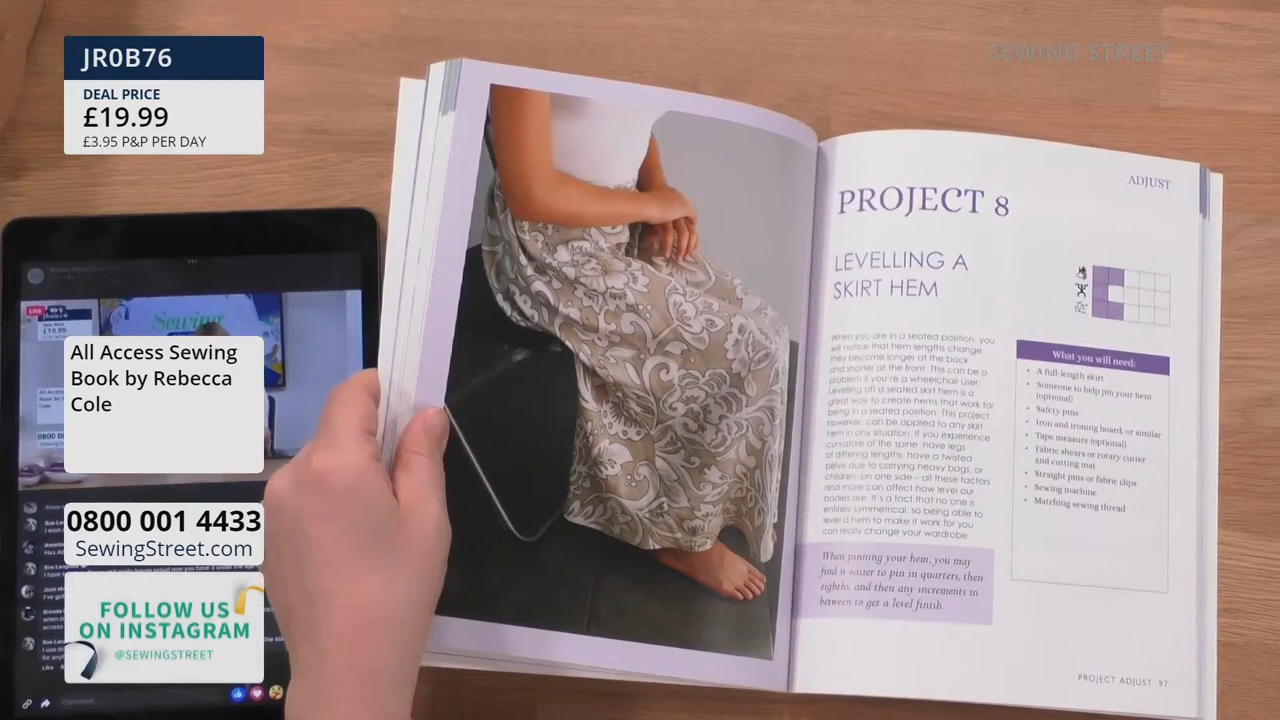 JR0B76
DEAL PRICE
£19.99
£3.95 P&P PER DAY
SEWING STREET
All Access Sewing
Book by Rebecca
Cole
0800 001 4433
SewingStreet.com
FOLLOW US
ON INSTAGRAM
@SEWINGSTREET
LIVE
Sewing
ADJUST
PROJECT 8
LEVELLING A
SKIRT HEM
When you are in a seated position, you
will notice that hem lengths change
they become longer at the back
and shorter at the front. This can be a
problem if you're a wheelchair user.
Levelling off a seated skirt hem is a
great way to create hems that work for
being in a seated position. This project
however, can be applied to any skirt
hem in any situation. If you experience
curvature of the spine, have legs
of differing lengths, have a twisted
pelvis due to carrying heavy bags, or
children, on one side – all these factors
and more can affect how level our
bodies are. It's a fact that no one is
entirely symmetrical, so being able to
level a hem to make it work for you
can really change your wardrobe
When pinning your hem, you may
find it easier to pin in quarters, then
eighths, and then any increments in
between to get a level finish
What you will need:
• A full-length skirt
• Someone to help pin your hem
(optional)
• Safety pins
• Iron and ironing board, or similar
• Tape measure (optional)
• Fabric shears or rotary cutter
and cutting mat
• Straight pins or fabric clips
• Sewing machine
• Matching sewing thread
PROJECT ADJUST 97